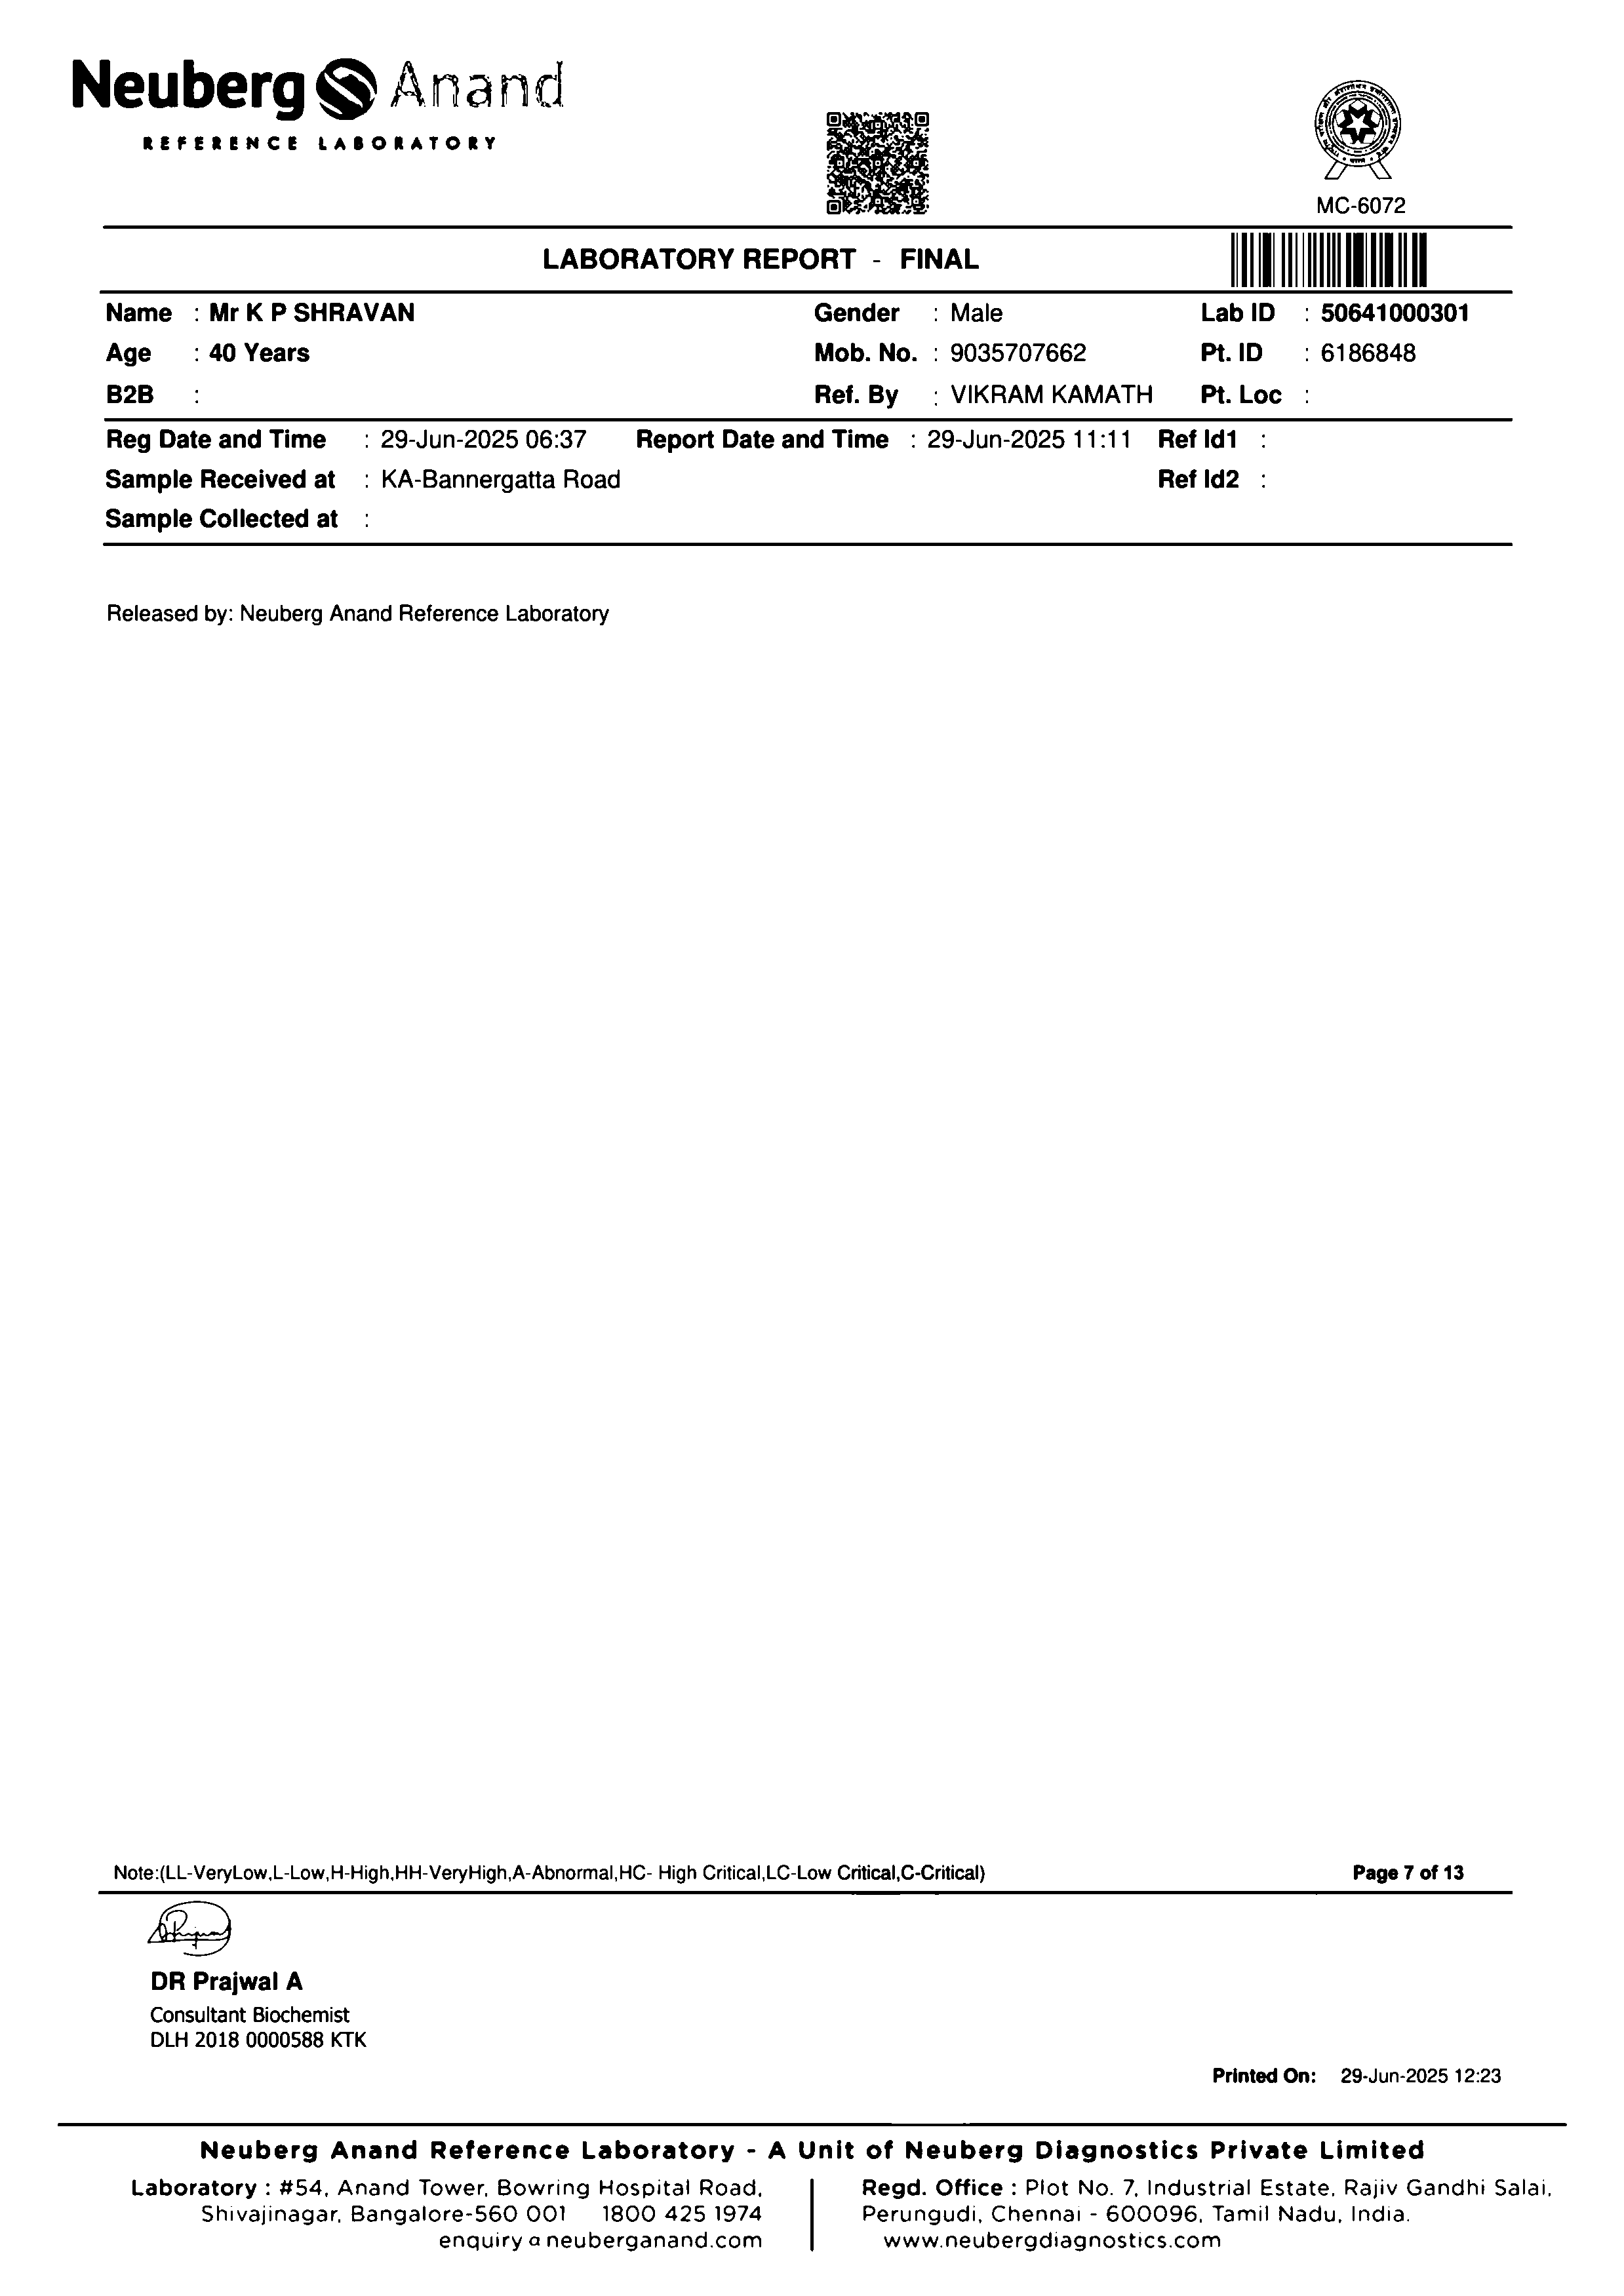 Neuberg Anand
REFERENCE LABORATORY
MC-6072
LABORATORY REPORT - FINAL
Name : Mr K P SHRAVAN Gender : Male Lab ID : 50641000301
Age : 40 Years Mob. No. : 9035707662 Pt. ID : 6186848
B2B : Ref. By : VIKRAM KAMATH Pt. Loc :
Reg Date and Time : 29-Jun-2025 06:37 Report Date and Time : 29-Jun-2025 11:11 Ref Id1 :
Sample Received at : KA-Bannergatta Road Ref Id2 :
Sample Collected at :
Released by: Neuberg Anand Reference Laboratory
Note:(LL-VeryLow,L-Low,H-High,HH-VeryHigh,A-Abnormal,HC- High Critical,LC-Low Critical,C-Critical) Page 7 of 13
DR Prajwal A
Consultant Biochemist
DLH 2018 0000588 KTK
Printed On: 29-Jun-2025 12:23
Neuberg Anand Reference Laboratory - A Unit of Neuberg Diagnostics Private Limited
Laboratory : #54, Anand Tower, Bowring Hospital Road,
Shivajinagar, Bangalore-560 001 1800 425 1974
enquiry@neuberganand.com
Regd. Office : Plot No. 7, Industrial Estate, Rajiv Gandhi Salai,
Perungudi, Chennai - 600096, Tamil Nadu, India.
www.neubergdiagnostics.com